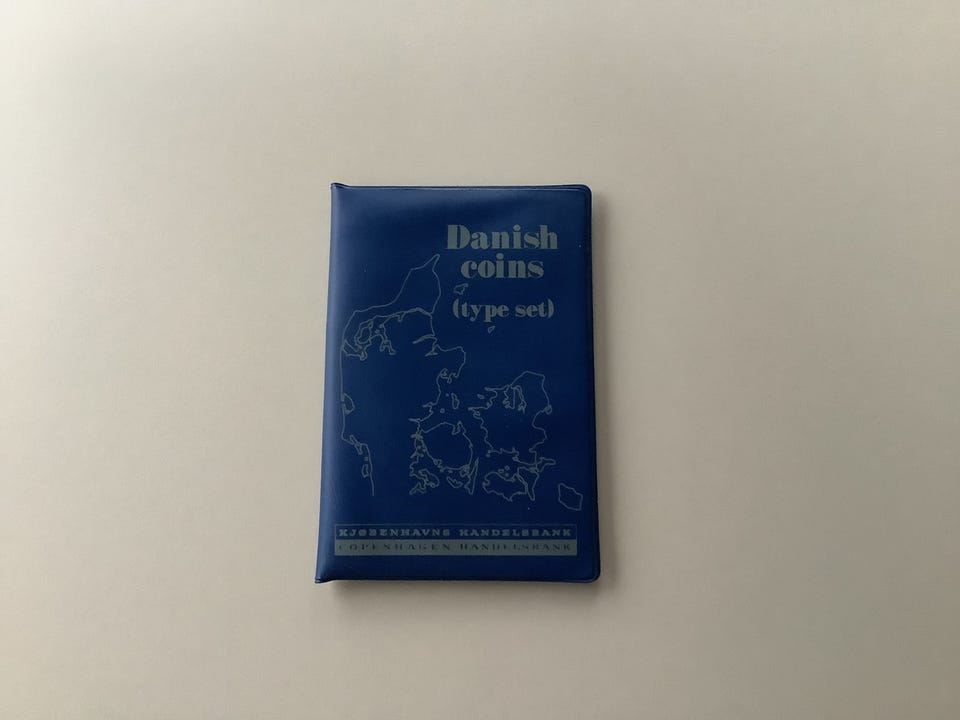 Danish
coins
(type set)
KJØBENHAVNS HANDELSBANK
COPENHAGEN HANDELSBANK